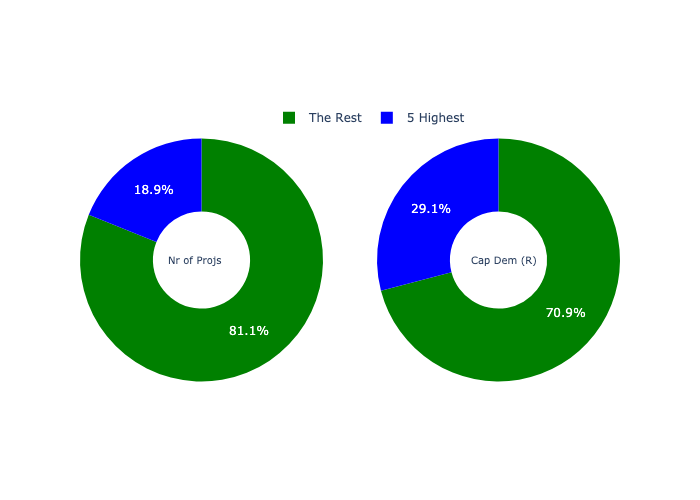 The Rest
5 Highest
18.9%
Nr of Projs
81.1%
29.1%
Cap Dem (R)
70.9%